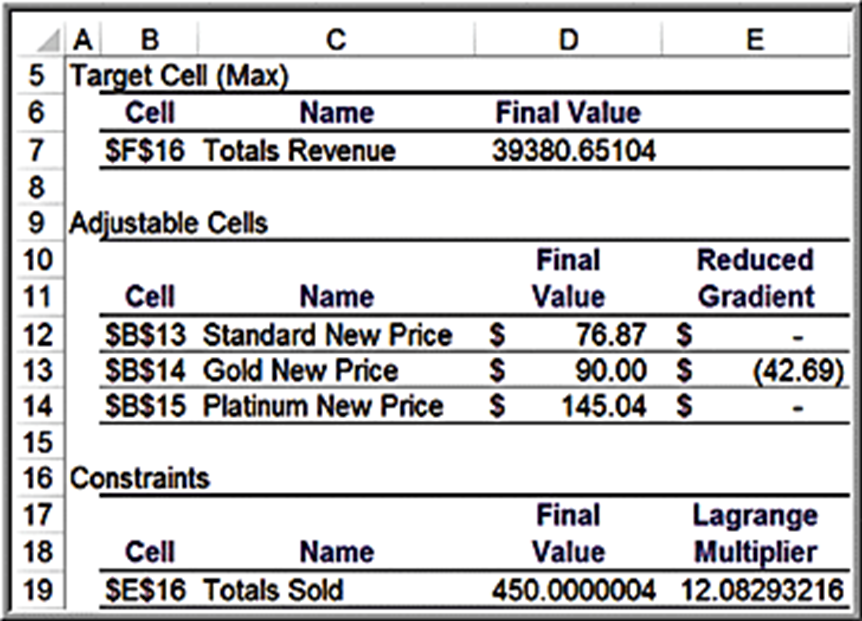 A B C D E
5 Target Cell (Max)
6 Cell Name Final Value
7 $F$16 Totals Revenue 39380.65104
8
9 Adjustable Cells
10 Final Reduced
11 Cell Name Value Gradient
12 $B$13 Standard New Price $ 76.87 $ -
13 $B$14 Gold New Price $ 90.00 $ (42.69)
14 $B$15 Platinum New Price $ 145.04 $ -
15
16 Constraints
17 Final Lagrange
18 Cell Name Value Multiplier
19 $E$16 Totals Sold 450.0000004 12.08293216